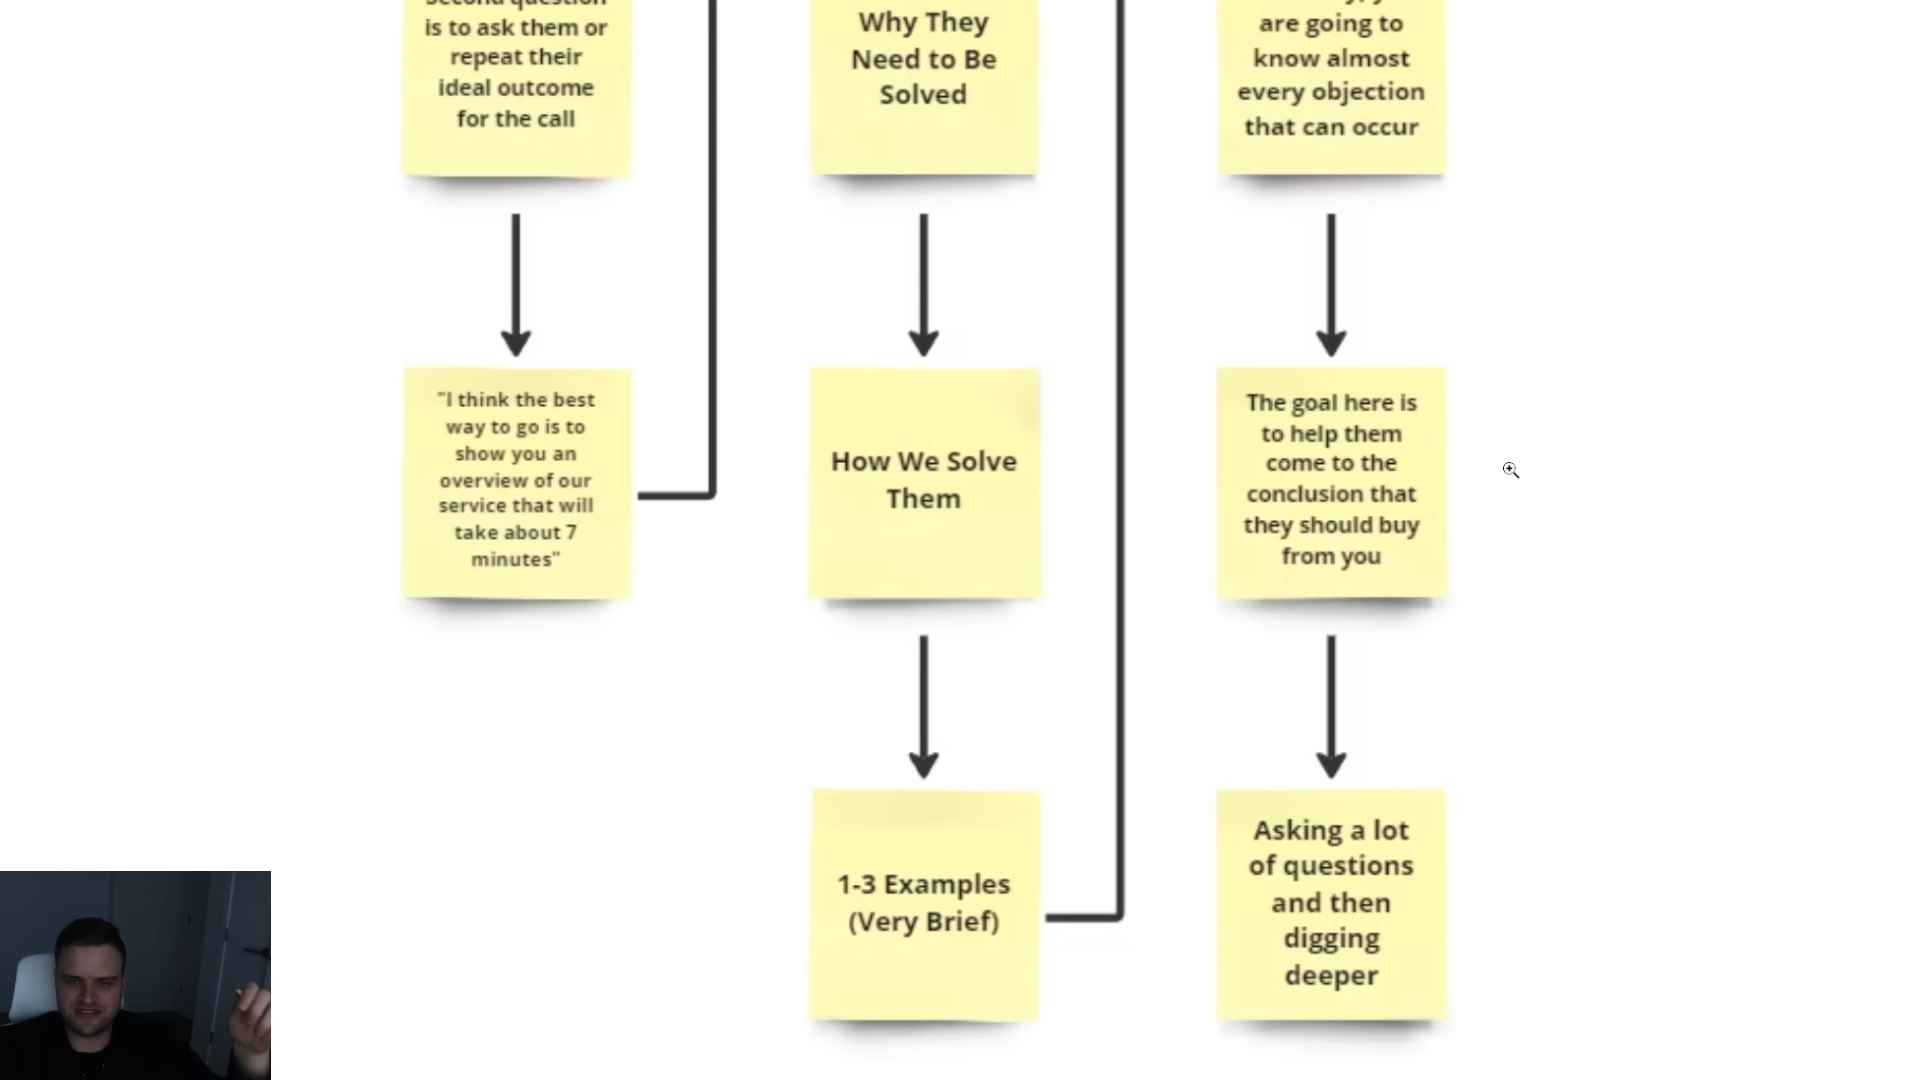 Second question
is to ask them or
repeat their
ideal outcome
for the call
"I think the best
way to go is to
show you an
overview of our
service that will
take about 7
minutes"
Why They
Need to Be
Solved
How We Solve
Them
1-3 Examples
(Very Brief)
are going to
know almost
every objection
that can occur
The goal here is
to help them
come to the
conclusion that
they should buy
from you
Asking a lot
of questions
and then
digging
deeper